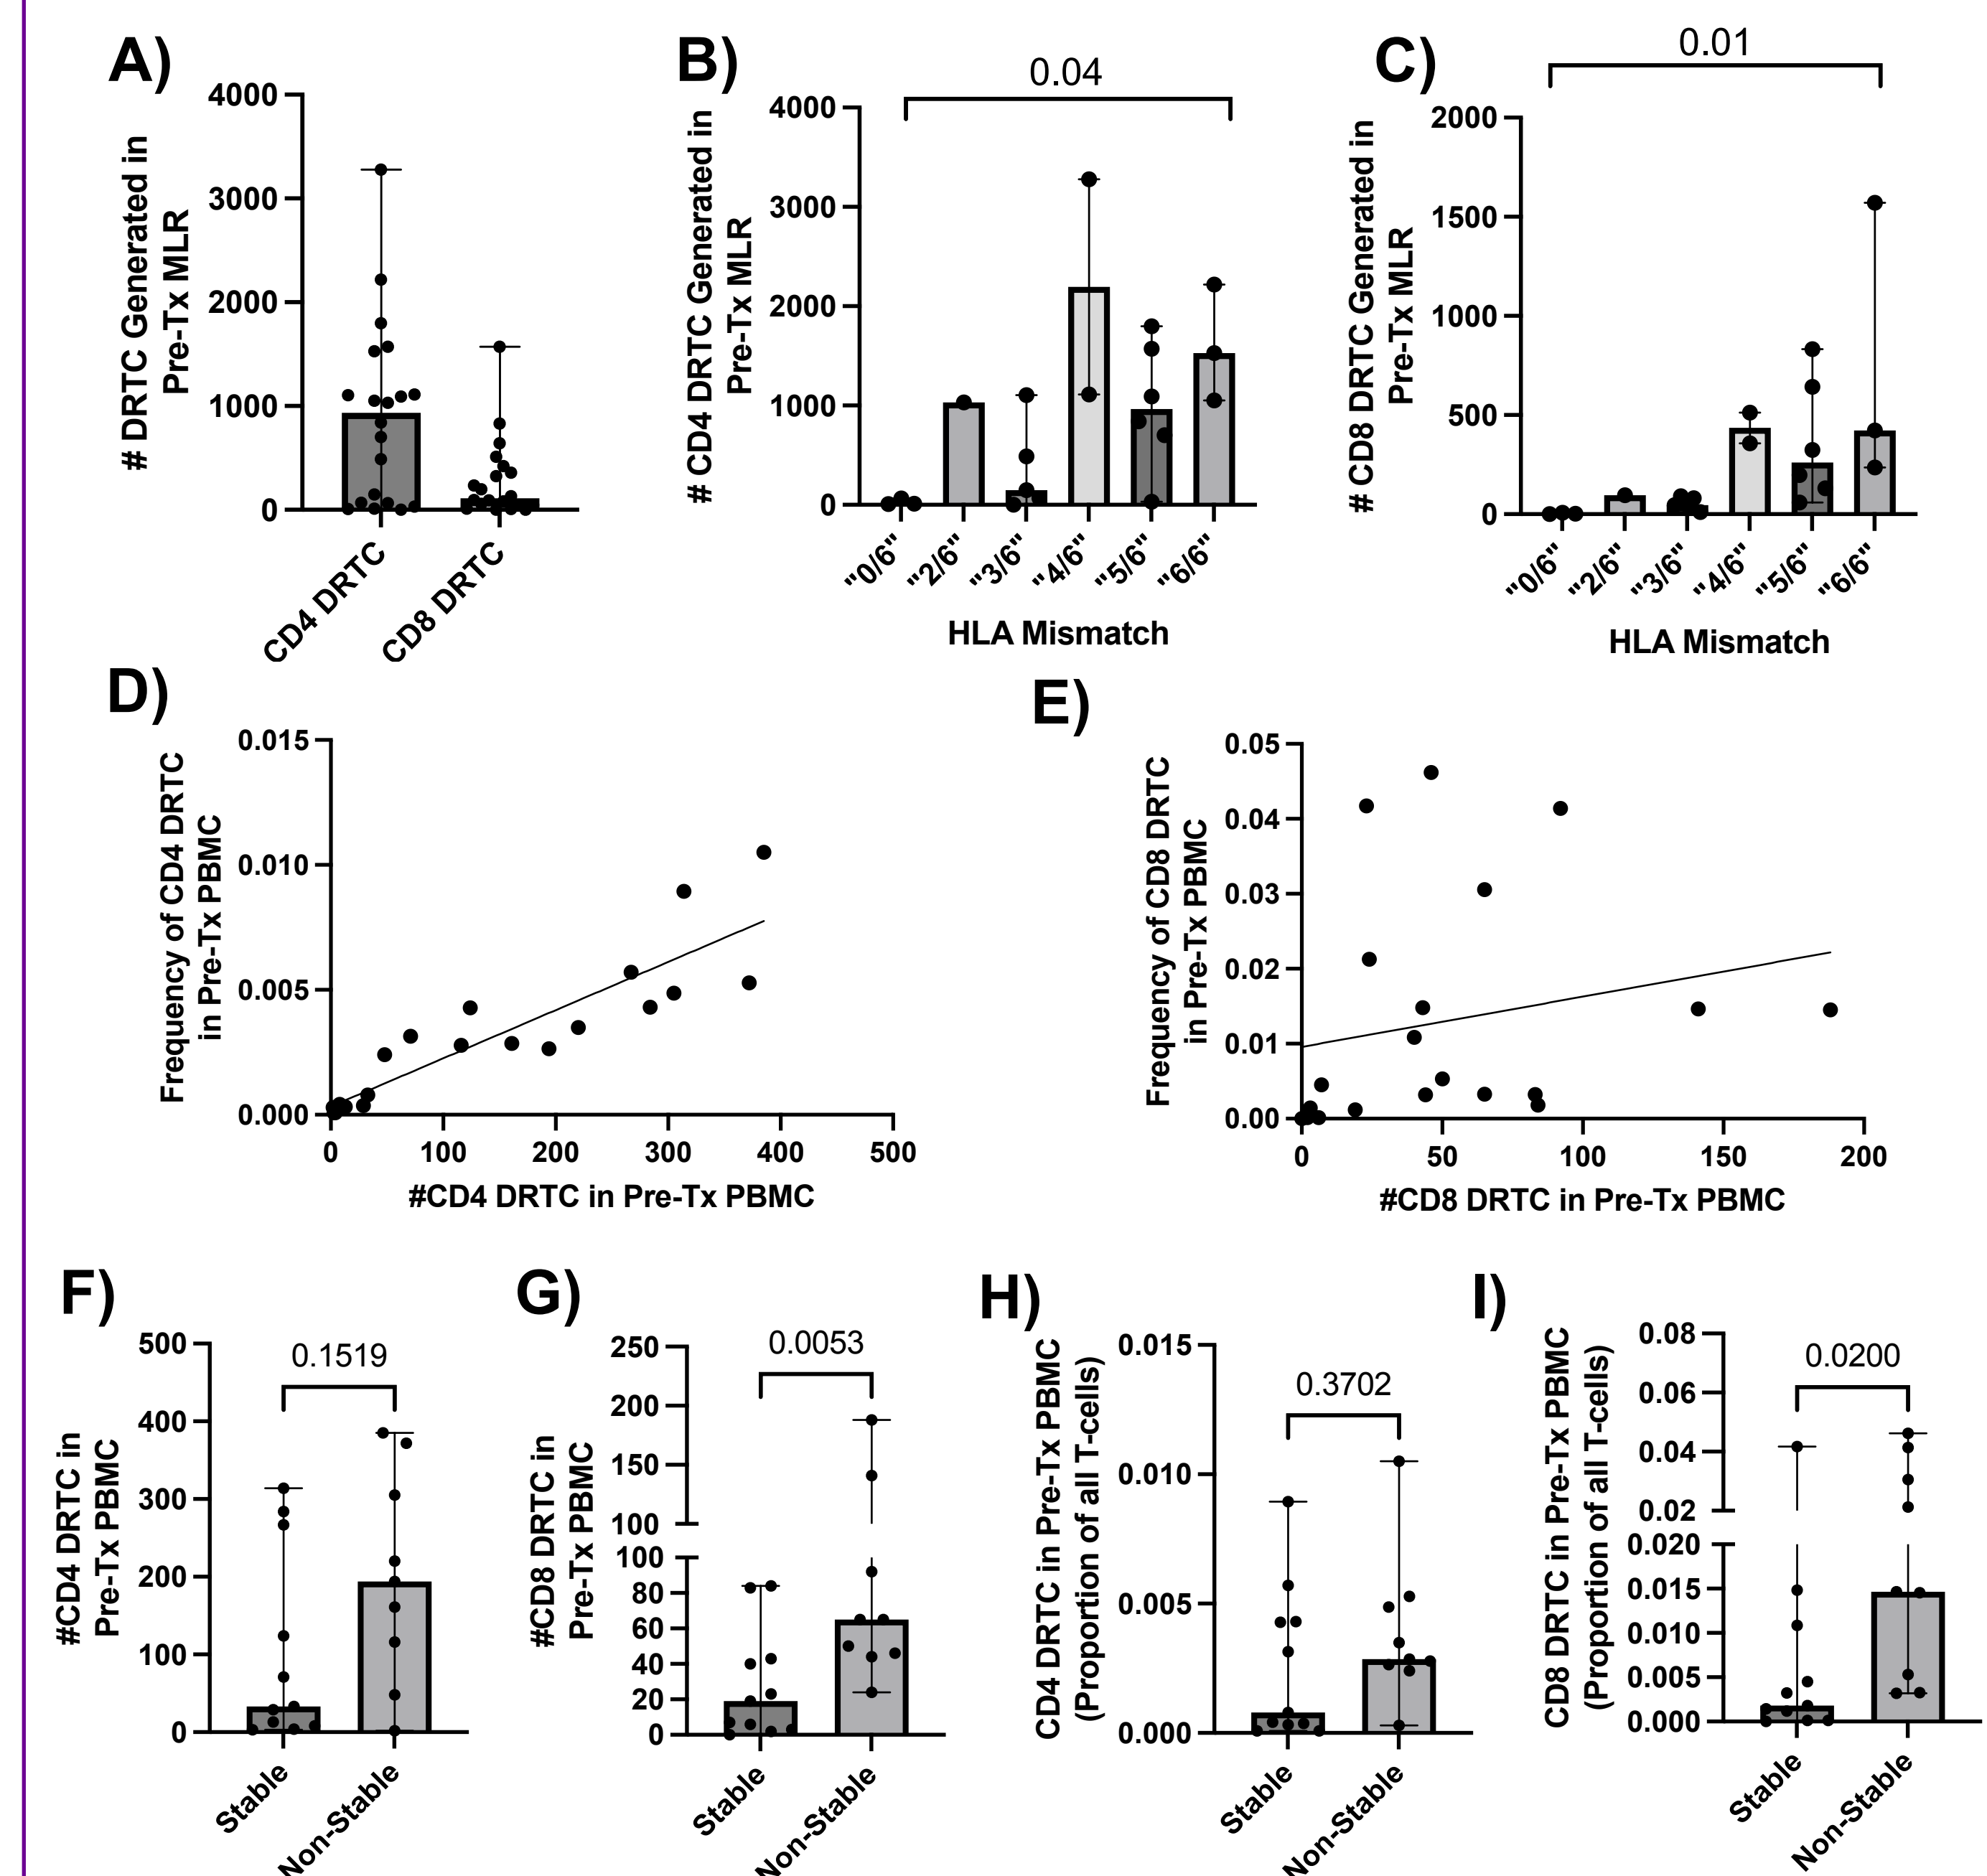 A)
# DRTC Generated in
Pre-Tx MLR
4000
3000
2000
1000
0
CD4 DRTC
CD8 DRTC
B)
0.04
# CD4 DRTC Generated in
Pre-Tx MLR
4000
3000
2000
1000
0
"0/6"
"2/6"
"3/6"
"4/6"
"5/6"
"6/6"
HLA Mismatch
C)
0.01
# CD8 DRTC Generated in
Pre-Tx MLR
2000
1500
1000
500
0
"0/6"
"2/6"
"3/6"
"4/6"
"5/6"
"6/6"
HLA Mismatch
D)
Frequency of CD4 DRTC
in Pre-Tx PBMC
0.015
0.010
0.005
0.000
0 100 200 300 400 500
#CD4 DRTC in Pre-Tx PBMC
E)
Frequency of CD8 DRTC
in Pre-Tx PBMC
0.05
0.04
0.03
0.02
0.01
0.00
0 50 100 150 200
#CD8 DRTC in Pre-Tx PBMC
F)
#CD4 DRTC in
Pre-Tx PBMC
500
400
300
200
100
0
0.1519
Stable
Non-Stable
G)
#CD8 DRTC in
Pre-Tx PBMC
250
200
150
100
100
80
60
40
20
0
0.0053
Stable
Non-Stable
H)
CD4 DRTC in Pre-Tx PBMC
(Proportion of all T-cells)
0.015
0.010
0.005
0.000
0.3702
Stable
Non-Stable
I)
CD8 DRTC in Pre-Tx PBMC
(Proportion of all T-cells)
0.08
0.06
0.04
0.02
0.020
0.015
0.010
0.005
0.000
0.0200
Stable
Non-Stable